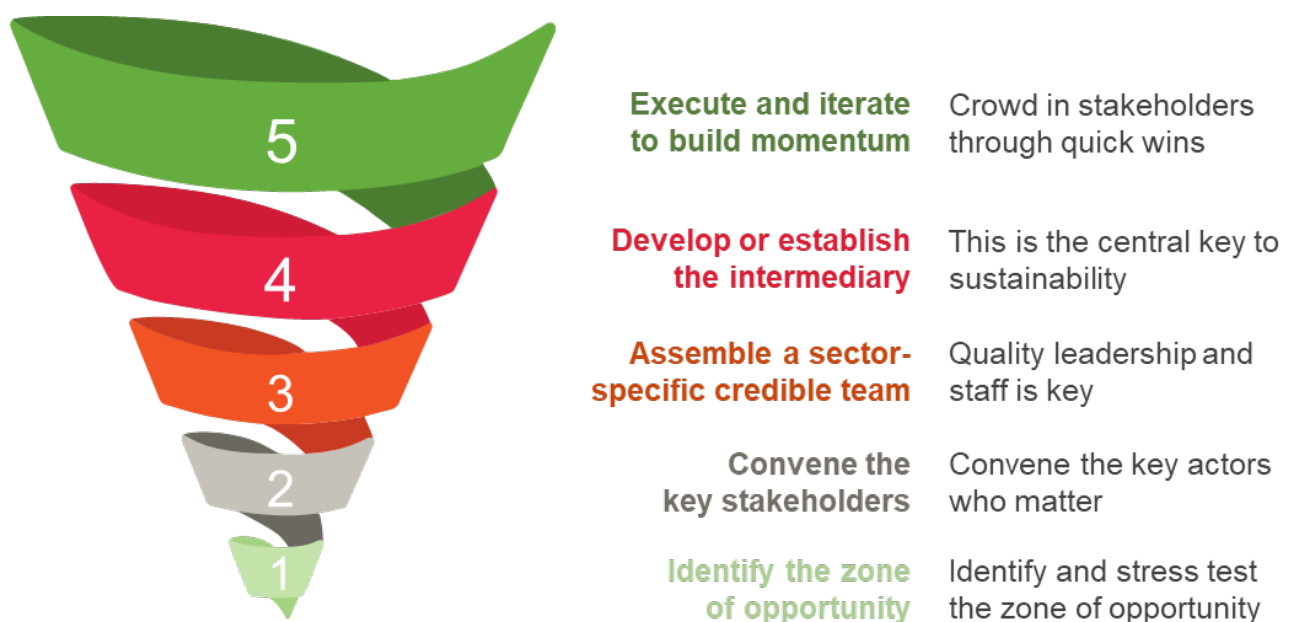 5
Execute and iterate
to build momentum
Crowd in stakeholders
through quick wins
4
Develop or establish
the intermediary
This is the central key to
sustainability
3
Assemble a sector-
specific credible team
Quality leadership and
staff is key
2
Convene the
key stakeholders
Convene the key actors
who matter
1
Identify the zone
of opportunity
Identify and stress test
the zone of opportunity